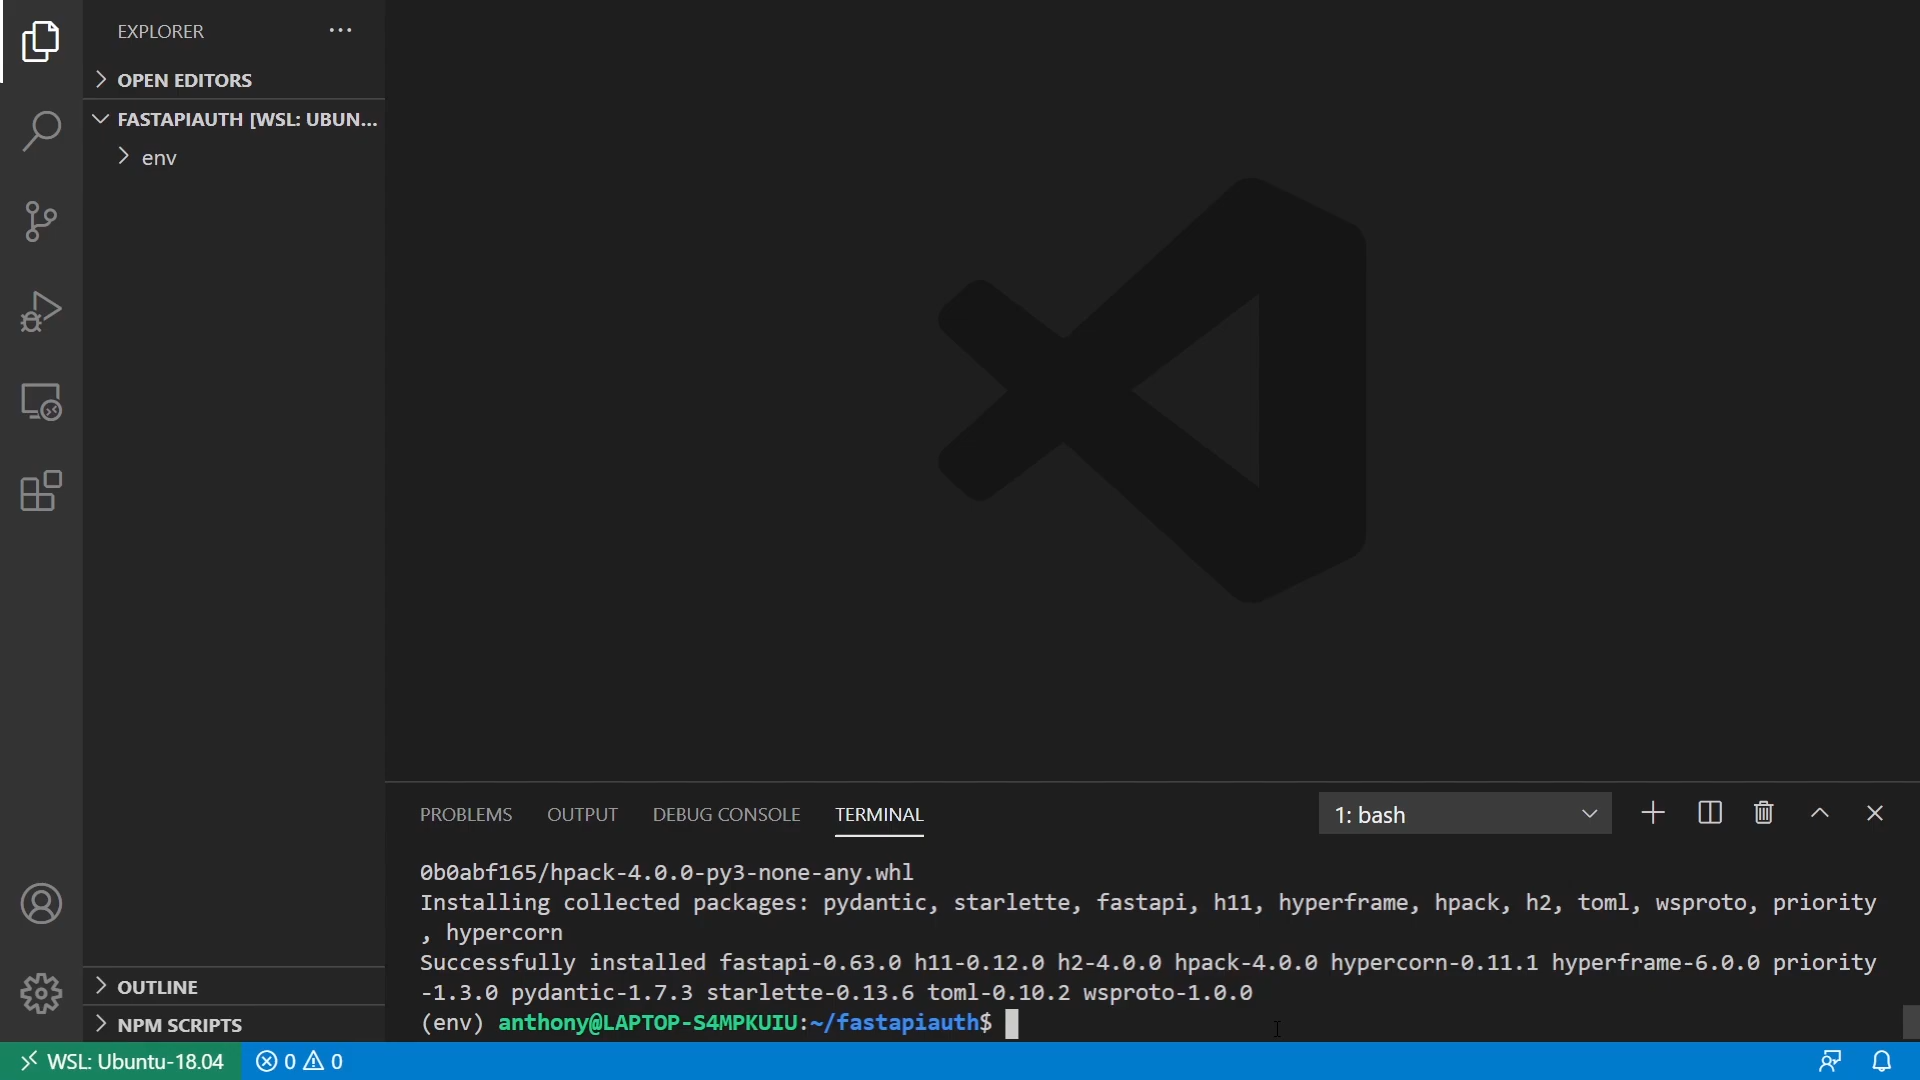 EXPLORER
OPEN EDITORS
FASTAPIAUTH [WSL: UBUN...
env
PROBLEMS OUTPUT DEBUG CONSOLE TERMINAL 1: bash
0b0abf165/hpack-4.0.0-py3-none-any.whl
Installing collected packages: pydantic, starlette, fastapi, h11, hyperframe, hpack, h2, toml, wsproto, priority
, hypercorn
Successfully installed fastapi-0.63.0 h11-0.12.0 h2-4.0.0 hpack-4.0.0 hypercorn-0.11.1 hyperframe-6.0.0 priority
-1.3.0 pydantic-1.7.3 starlette-0.13.6 toml-0.10.2 wsproto-1.0.0
(env) anthony@LAPTOP-S4MPKUIU:~/fastapiauth$
OUTLINE
NPM SCRIPTS
WSL: Ubuntu-18.04 0 0